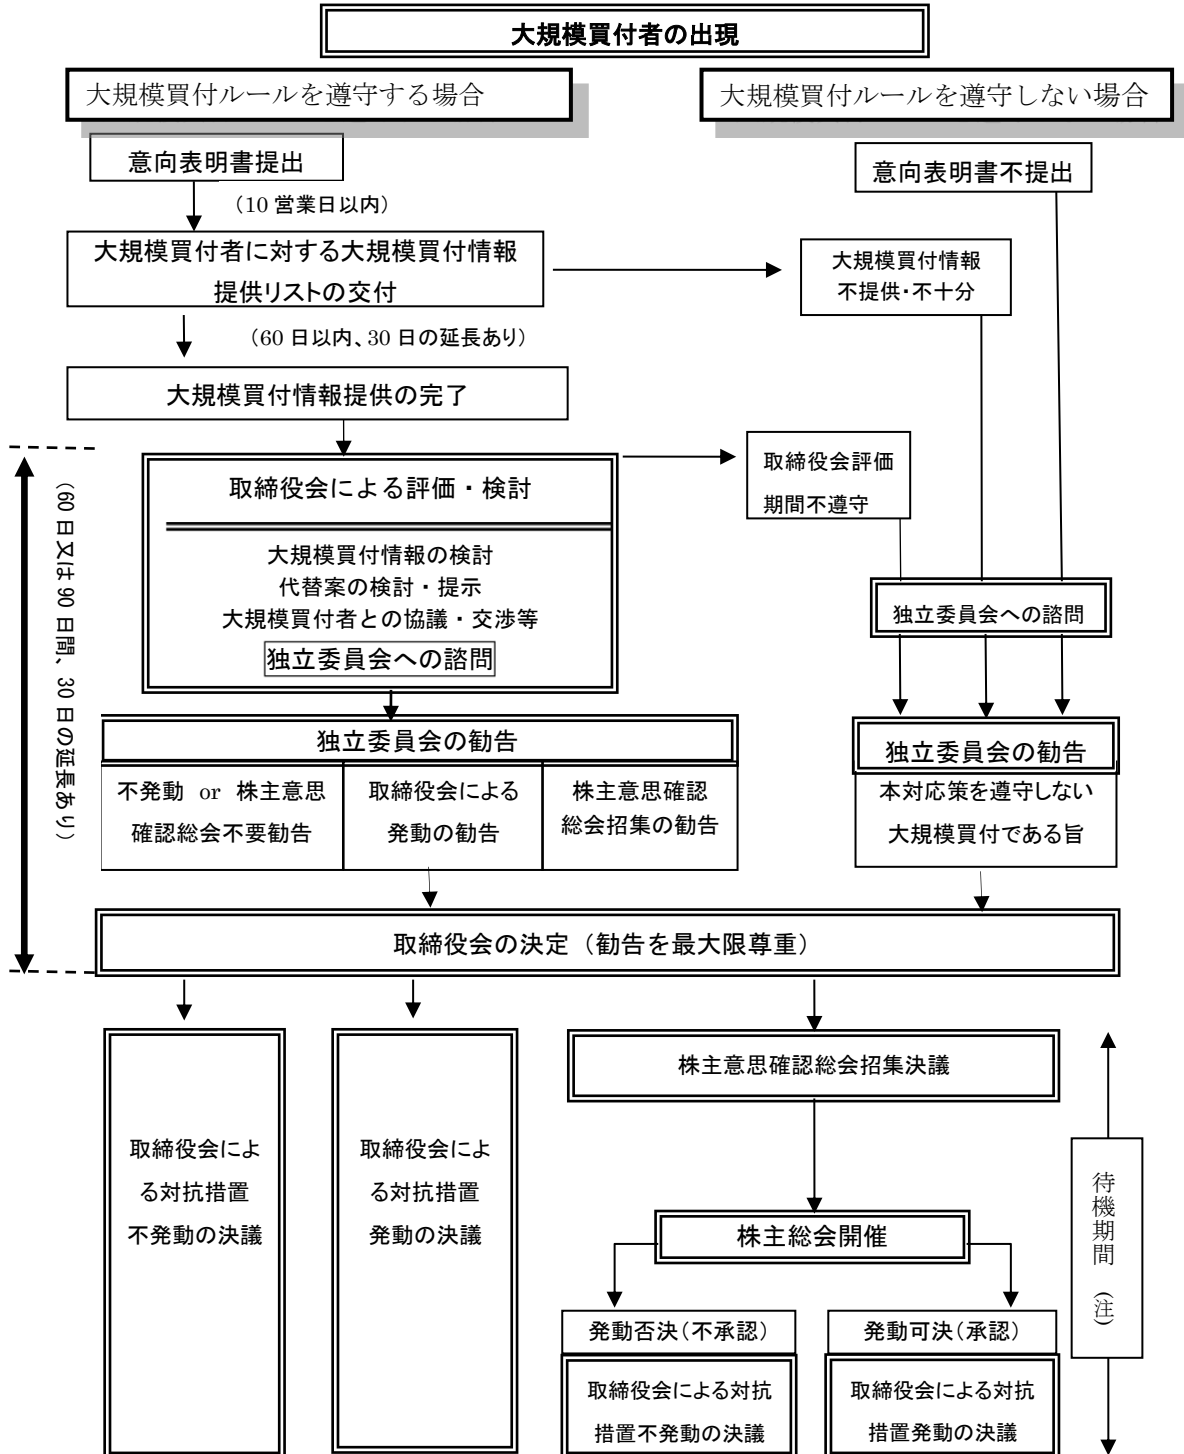 大規模買付者の出現
大規模買付ルールを遵守する場合
大規模買付ルールを遵守しない場合
意向表明書提出
意向表明書不提出
（10 営業日以内）
大規模買付者に対する大規模買付情報
提供リストの交付
大規模買付情報
不提供・不十分
（60 日以内、30 日の延長あり）
大規模買付情報提供の完了
（60 日又は 90 日間、30 日の延長あり）
取締役会による評価・検討
取締役会評価
期間不遵守
大規模買付情報の検討
代替案の検討・提示
大規模買付者との協議・交渉等
独立委員会への諮問
独立委員会への諮問
独立委員会の勧告
独立委員会の勧告
不発動 or 株主意思
確認総会不要勧告
取締役会による
発動の勧告
株主意思確認
総会招集の勧告
本対応策を遵守しない
大規模買付である旨
取締役会の決定（勧告を最大限尊重）
取締役会によ
る対抗措置
不発動の決議
取締役会によ
る対抗措置
発動の決議
株主意思確認総会招集決議
株主総会開催
待機期間 (注)
発動否決（不承認）
発動可決（承認）
取締役会による対抗
措置不発動の決議
取締役会による対抗
措置発動の決議